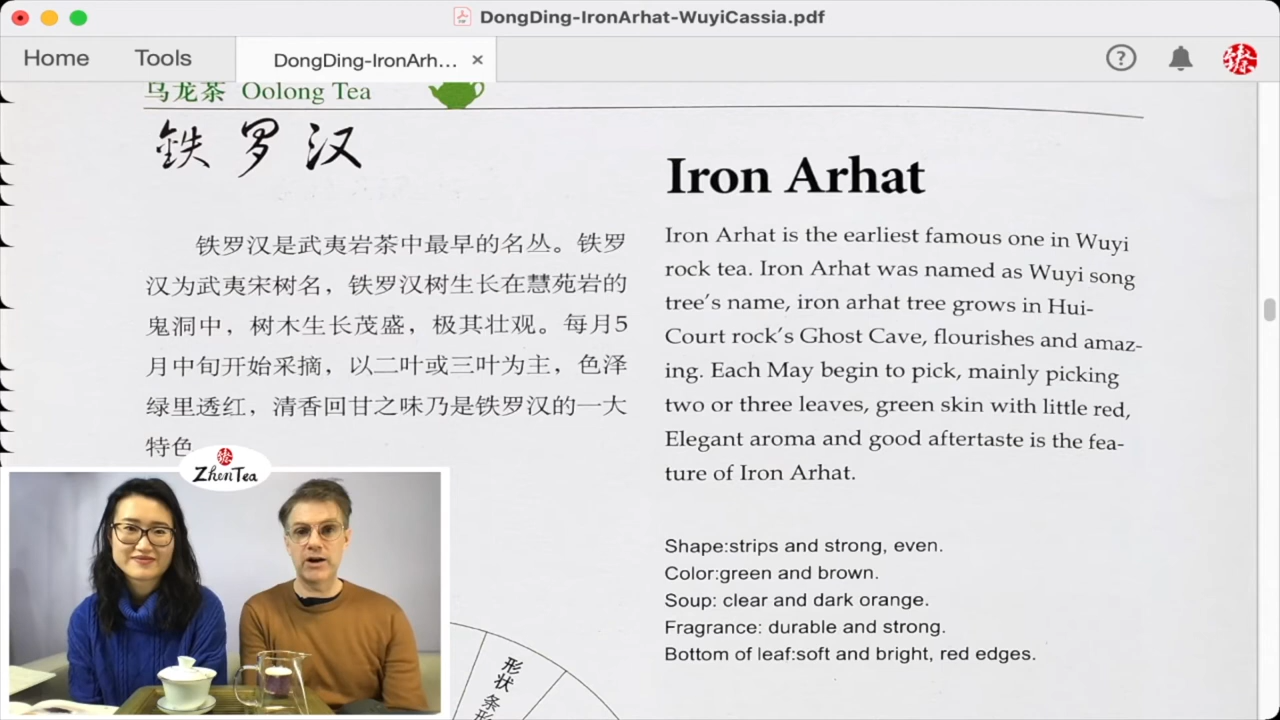 DongDing-IronArhat-WuyiCassia.pdf
Home
Tools
DongDing-IronArh...
乌龙茶 Oolong Tea
鉄罗汉
铁罗汉是武夷岩茶中最早的名丛。铁罗
汉为武夷宋树名，铁罗汉树生长在慧苑岩的
鬼洞中，树木生长茂盛，极其壮观。每月5
月中旬开始采摘，以二叶或三叶为主，色泽
绿里透红，清香回甘之味乃是铁罗汉的一大
特色
Iron Arhat
Iron Arhat is the earliest famous one in Wuyi
rock tea. Iron Arhat was named as Wuyi song
tree's name, iron arhat tree grows in Hui-
Court rock's Ghost Cave, flourishes and amaz-
ing. Each May begin to pick, mainly picking
two or three leaves, green skin with little red,
Elegant aroma and good aftertaste is the fea-
ture of Iron Arhat.
Shape:strips and strong, even.
Color:green and brown.
Soup: clear and dark orange.
Fragrance: durable and strong.
Bottom of leaf:soft and bright, red edges.
ZhenTea
形状 条形